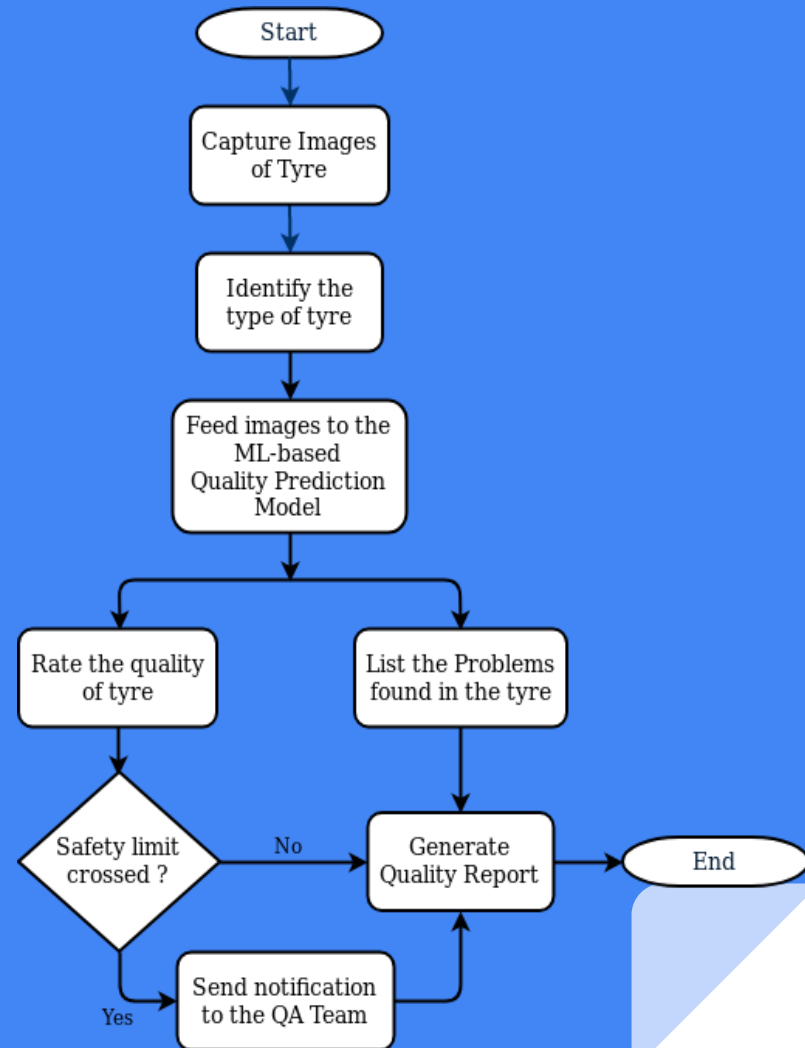 Start
Capture Images
of Tyre
Identify the
type of tyre
Feed images to the
ML-based
Quality Prediction
Model
Rate the quality
of tyre
List the Problems
found in the tyre
Safety limit
crossed ?
No
Generate
Quality Report
End
Yes
Send notification
to the QA Team